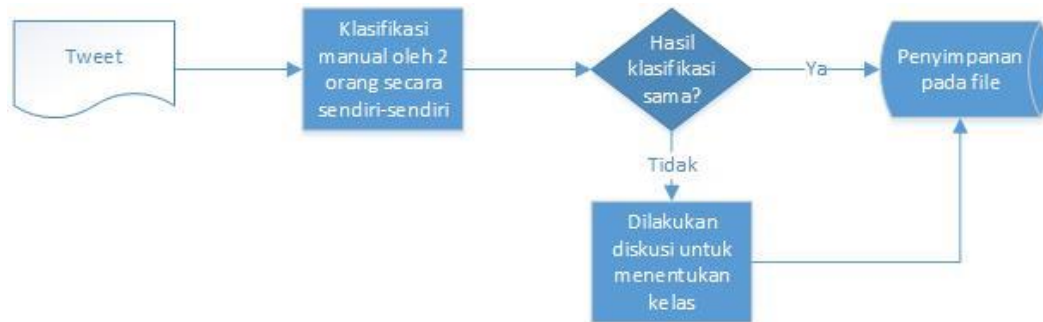 Tweet
Klasifikasi
manual oleh 2
orang secara
sendiri-sendiri
Hasil
klasifikasi
sama?
Ya
Penyimpanan
pada file
Tidak
Dilakukan
diskusi untuk
menentukan
kelas